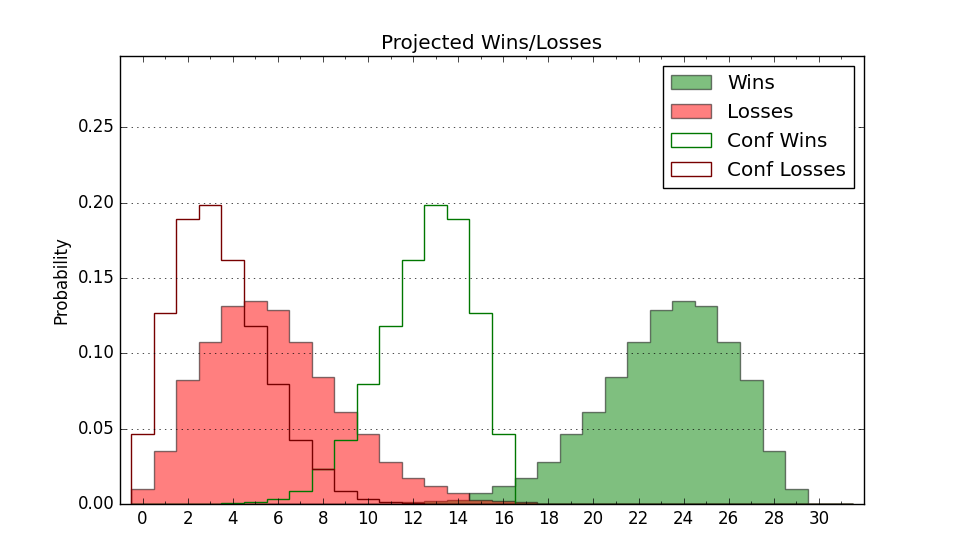 Projected Wins/Losses
Wins
Losses
Conf Wins
Conf Losses
Probability
0.25
0.20
0.15
0.10
0.05
0.00
0 2 4 6 8 10 12 14 16 18 20 22 24 26 28 30